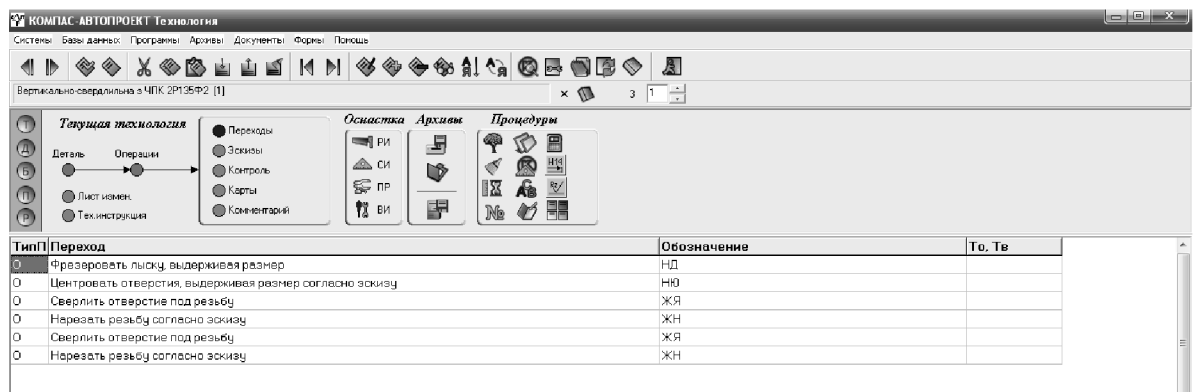 КОМПАС-АВТОПРОЕКТ Технология
Системы Базы данных Программы Архивы Документы Формы Помощь
Вертикально-свердлильна з ЧПК 2Р135Ф2 [1] 3 1
Текущая технология Оснастка Архивы Процедуры
Т
Д
Б
П
Р
Деталь Операции
Лист измен.
Тех.инструкция
Переходы
Эскизы
Контроль
Карты
Комментарий
РИ
СИ
ПР
ВИ
ТипП Переход Обозначение То, Тв
О Фрезеровать лыску, выдерживая размер НД
О Центровать отверстия, выдерживая размер согласно эскизу НЮ
О Сверлить отверстие под резьбу ЖЯ
О Нарезать резьбу согласно эскизу ЖН
О Сверлить отверстие под резьбу ЖЯ
О Нарезать резьбу согласно эскизу ЖН